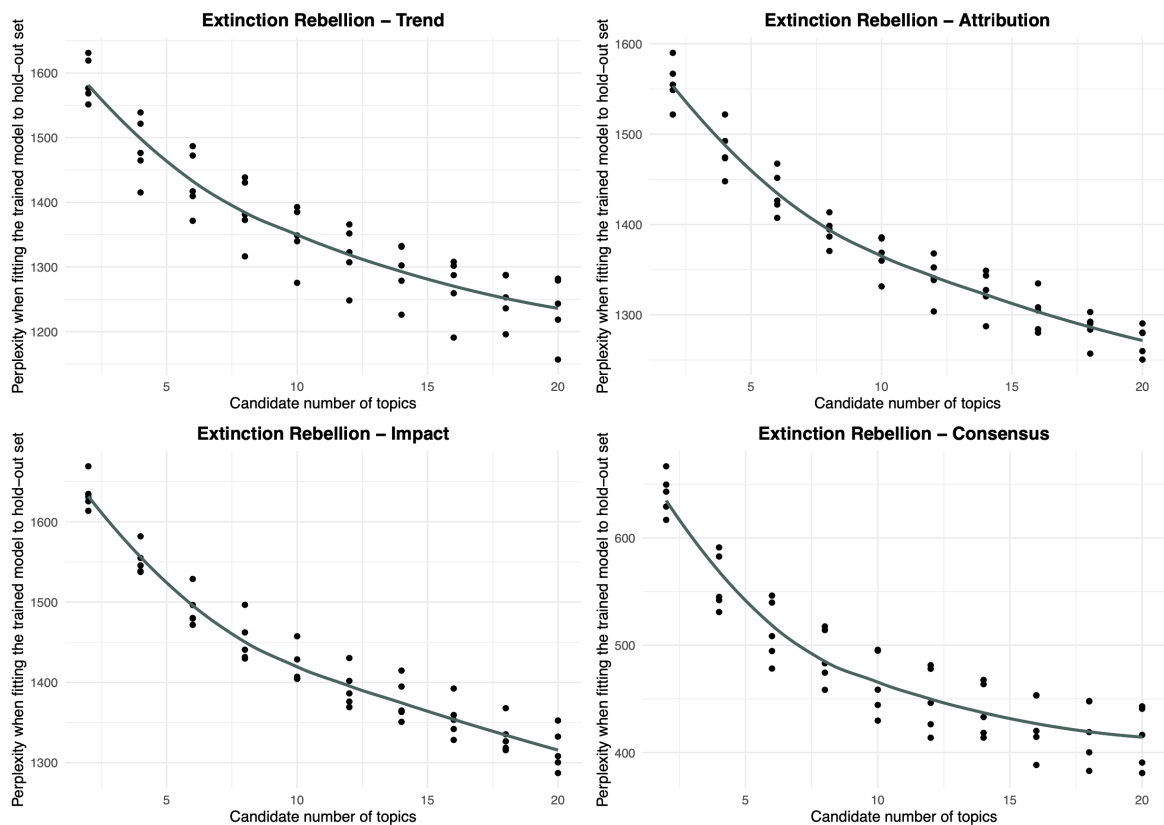 Extinction Rebellion – Trend
Perplexity when fitting the trained model to hold−out set
1600
1500
1400
1300
1200
5
10
15
20
Candidate number of topics
Extinction Rebellion – Attribution
Perplexity when fitting the trained model to hold−out set
1600
1500
1400
1300
5
10
15
20
Candidate number of topics
Extinction Rebellion – Impact
Perplexity when fitting the trained model to hold−out set
1600
1500
1400
1300
5
10
15
20
Candidate number of topics
Extinction Rebellion – Consensus
Perplexity when fitting the trained model to hold−out set
600
500
400
5
10
15
20
Candidate number of topics